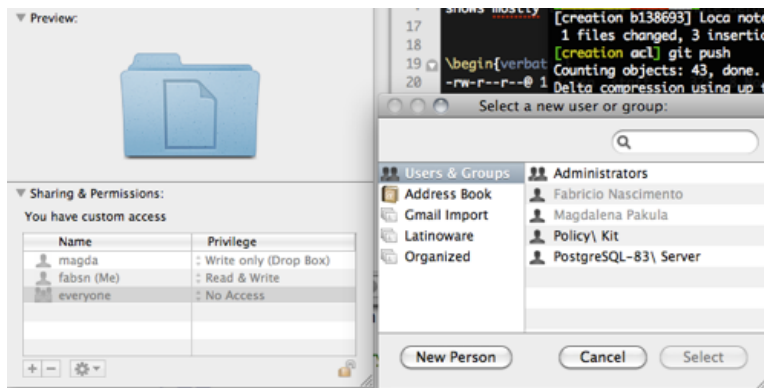 Preview:
Sharing & Permissions:
You have custom access
Name Privilege
magda Write only (Drop Box)
fabsn (Me) Read & Write
everyone No Access
shows mostly
17
18
19 \begin{verbat
20 -rw-r--r--@ 1
[creation b138693] Loca note
1 files changed, 3 insertio
[creation acl] git push
Counting objects: 43, done.
Delta compression using up t
Select a new user or group:
Users & Groups
Address Book
Gmail Import
Latinoware
Organized
Administrators
Fabricio Nascimento
Magdalena Pakula
Policy\ Kit
PostgreSQL-83\ Server
New Person Cancel Select